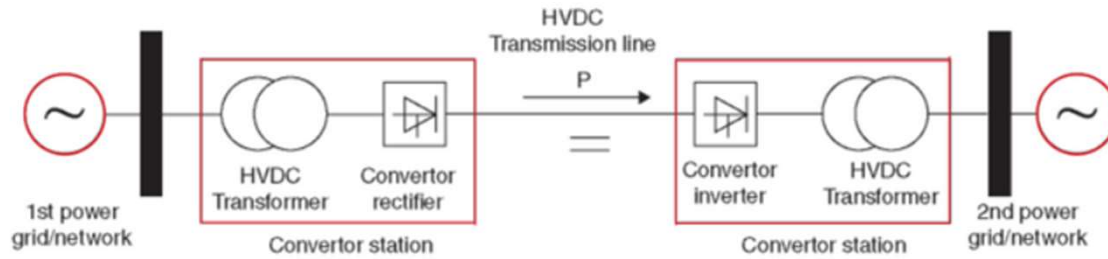 HVDC
Transmission line
P
HVDC
Transformer
Convertor
rectifier
Convertor
inverter
HVDC
Transformer
1st power
grid/network
Convertor station
Convertor station
2nd power
grid/network